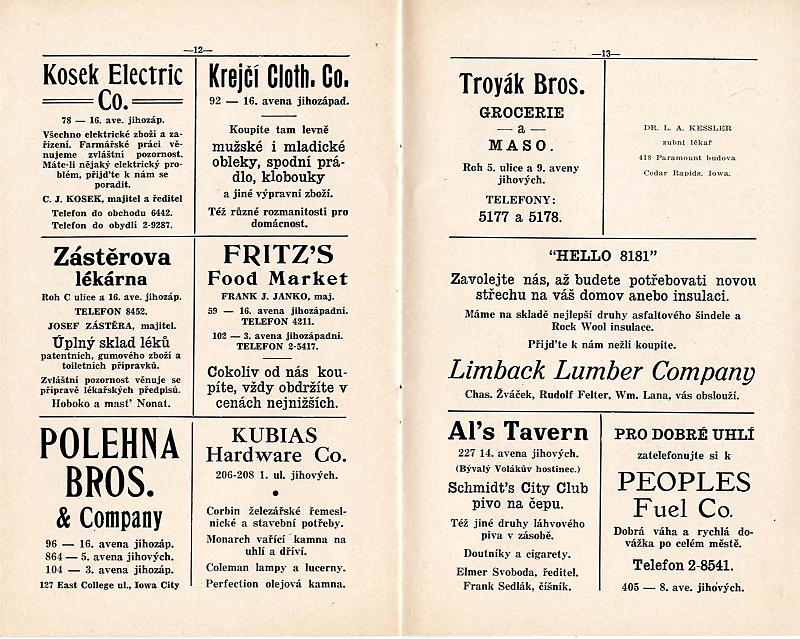 —12—
Kosek Electric
Co.
78 — 16. ave. jihozáp.
Všechno elektrické zboží a za-
řízení. Farmářské práci vě-
nujeme zvláštní pozornost.
Máte-li nějaký elektrický pro-
blém, přijďte k nám se
poradit.
C. J. KOSEK, majitel a ředitel
Telefon do obchodu 6442.
Telefon do obydlí 2-9287.
Krejčí Cloth. Co.
92 — 16. avena jihozápad.
Koupíte tam levně
mužské i mladické
obleky, spodní prá-
dlo, klobouky
a jiné výpravní zboží.
Též různé rozmanitosti pro
domácnost.
Zástěrova
lékárna
Roh C ulice a 16. ave. jihozáp.
TELEFON 8452.
JOSEF ZÁSTĚRA, majitel.
Úplný sklad léků
patentních, gumového zboží a
toiletních přípravků.
Zvláštní pozornost věnuje se
přípravě lékařských předpisů.
Hoboko a masť Nonat.
FRITZ'S
Food Market
FRANK J. JANKO, maj.
59 — 16. avena jihozápadní.
TELEFON 4211.
102 — 3. avena jihozápadní.
TELEFON 2-5417.
Cokoliv od nás kou-
píte, vždy obdržíte v
cenách nejnižších.
POLEHNA
BROS.
& Company
96 — 16. avena jihozáp.
864 — 5. avena jihových.
104 — 3. avena jihozáp.
127 East College ul., Iowa City
KUBIAS
Hardware Co.
206-208 1. ul. jihových.
Corbin železářské řemesl-
nické a stavební potřeby.
Monarch vařící kamna na
uhlí a dříví.
Coleman lampy a lucerny.
Perfection olejová kamna.
—13—
Troyák Bros.
GROCERIE
— a —
MASO.
Roh 5. ulice a 9. aveny
jihových.
TELEFONY:
5177 a 5178.
DR. L. A. KESSLER
zubní lékař
418 Paramount budova
Cedar Rapids, Iowa.
"HELLO 8181"
Zavolejte nás, až budete potřebovati novou
střechu na váš domov anebo insulaci.
Máme na skladě nejlepší druhy asfaltového šindele a
Rock Wool insulace.
Přijďte k nám nežli koupíte.
Limback Lumber Company
Chas. Žváček, Rudolf Felter, Wm. Lana, vás obslouží.
Al's Tavern
227 14. avena jihových.
(Bývalý Volákův hostinec.)
Schmidt's City Club
pivo na čepu.
Též jiné druhy láhvového
piva v zásobě.
Doutníky a cigarety.
Elmer Svoboda, ředitel.
Frank Sedlák, číšník.
PRO DOBRÉ UHLÍ
zatelefonujte si k
PEOPLES
Fuel Co.
Dobrá váha a rychlá do-
vážka po celém městě.
Telefon 2-8541.
405 — 8. ave. jihových.